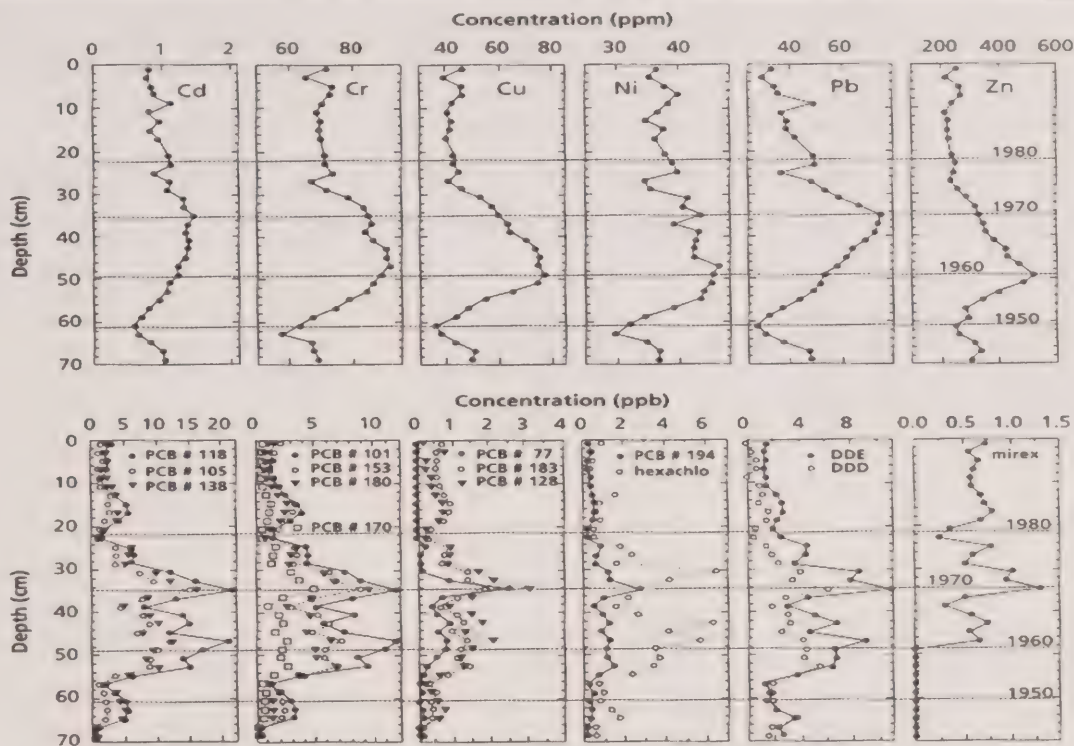 Concentration (ppm)
0 1 2 60 80 40 60 80 30 40 40 60 200 400 600
Depth (cm)
0
10
20
30
40
50
60
70
Cd
Cr
Cu
Ni
Pb
Zn
1980
1970
1960
1950
Concentration (ppb)
0 5 10 15 20 0 5 10 0 1 2 3 4 0 2 4 6 0 4 8 0.0 0.5 1.0 1.5
Depth (cm)
0
10
20
30
40
50
60
70
PCB # 118
PCB # 105
PCB # 138
PCB # 101
PCB # 153
PCB # 180
PCB # 170
PCB # 77
PCB # 183
PCB # 128
PCB # 194
hexachlo
DDE
DDD
mirex
1980
1970
1960
1950